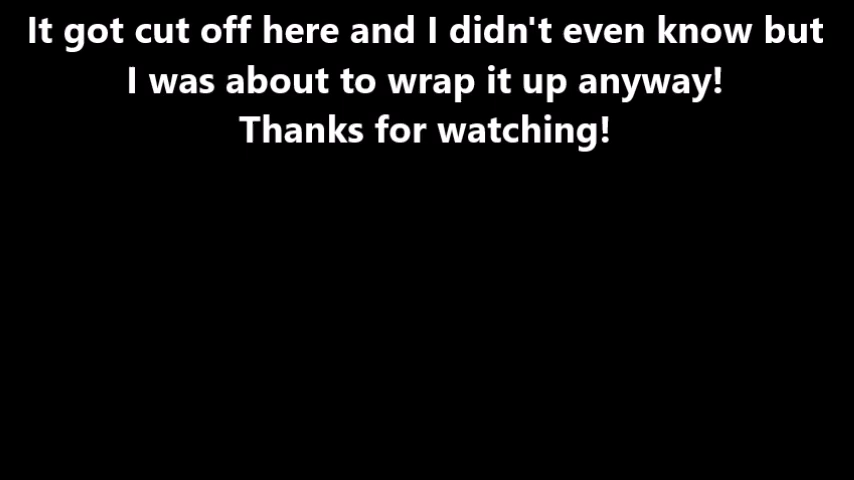 It got cut off here and I didn't even know but
I was about to wrap it up anyway!
Thanks for watching!